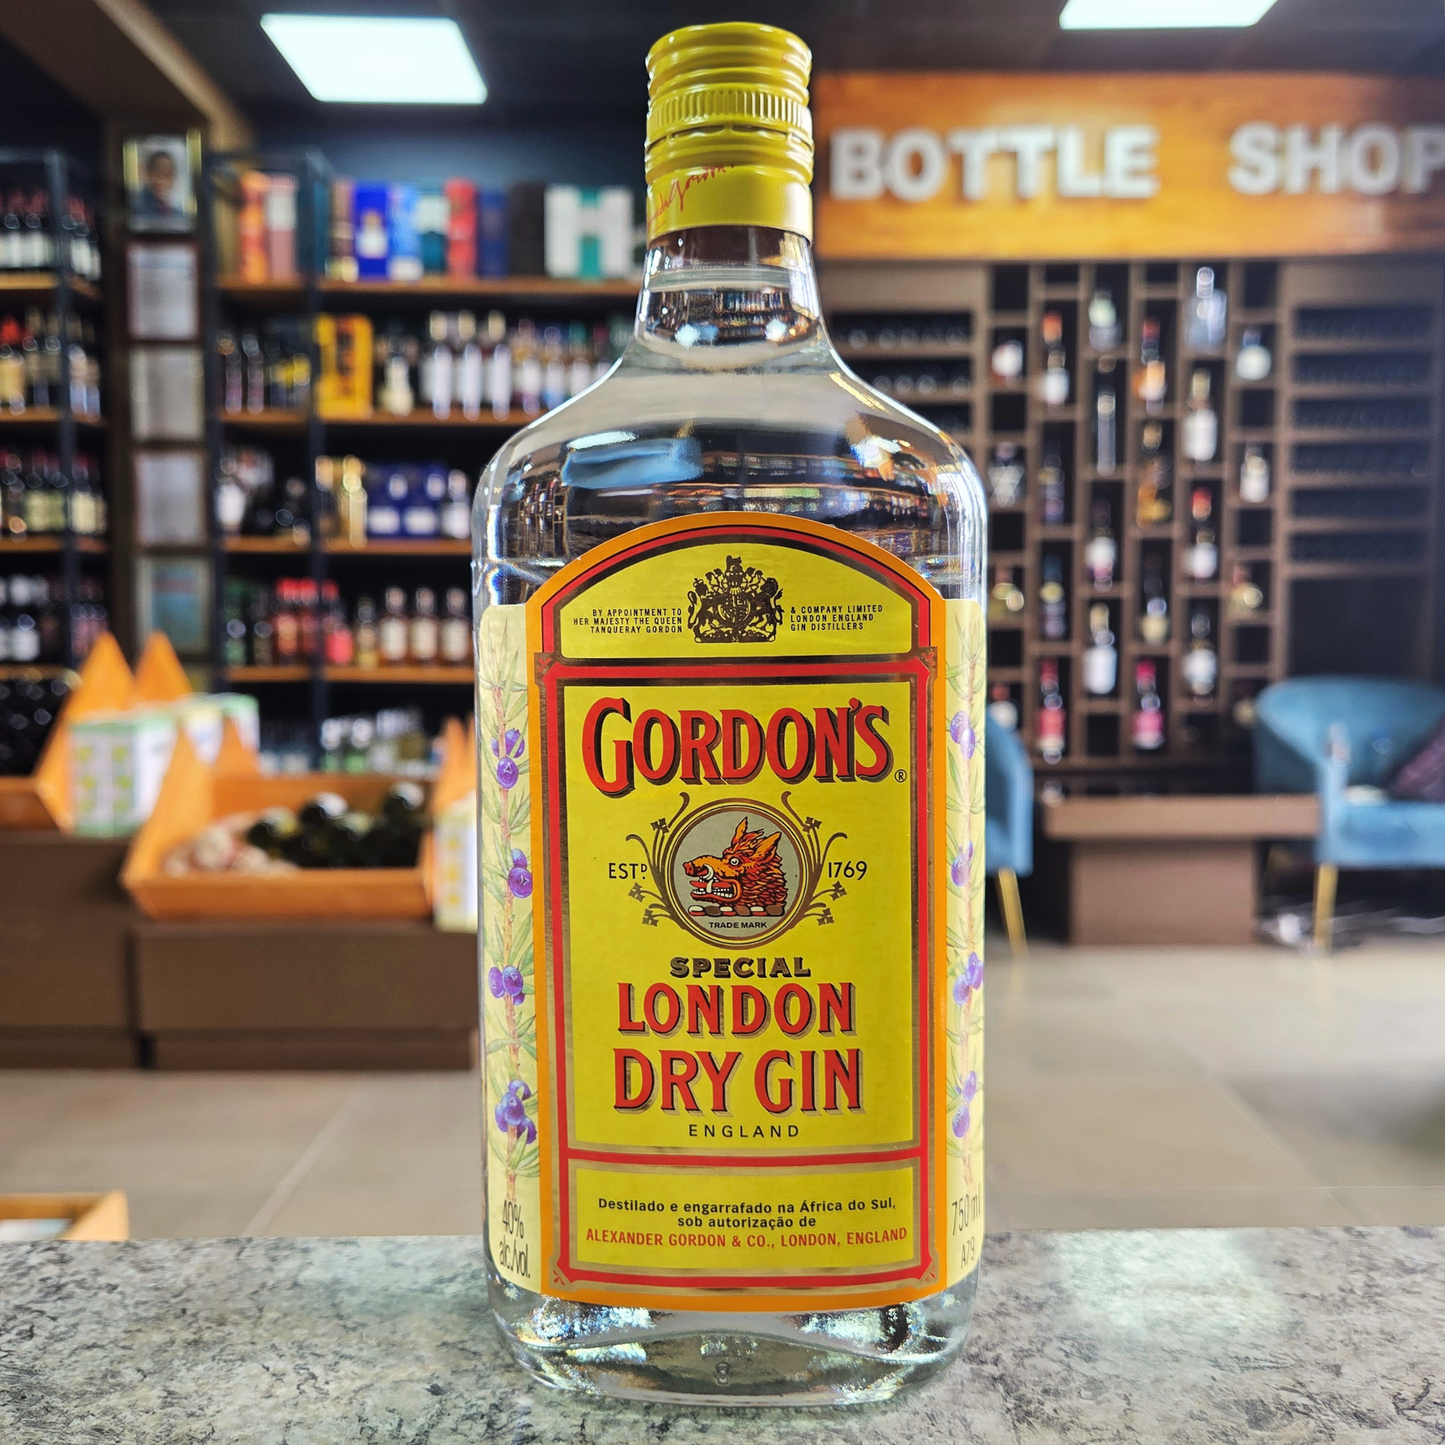 BOTTLE SHOP
BY APPOINTMENT TO
HER MAJESTY THE QUEEN
TANQUERAY GORDON
& COMPANY LIMITED
LONDON ENGLAND
GIN DISTILLERS
GORDON'S®
ESTD 1769
TRADE MARK
SPECIAL
LONDON
DRY GIN
ENGLAND
Destilado e engarrafado na África do Sul,
sob autorização de
ALEXANDER GORDON & CO., LONDON, ENGLAND
40%
alc./vol.
750 ml
A79